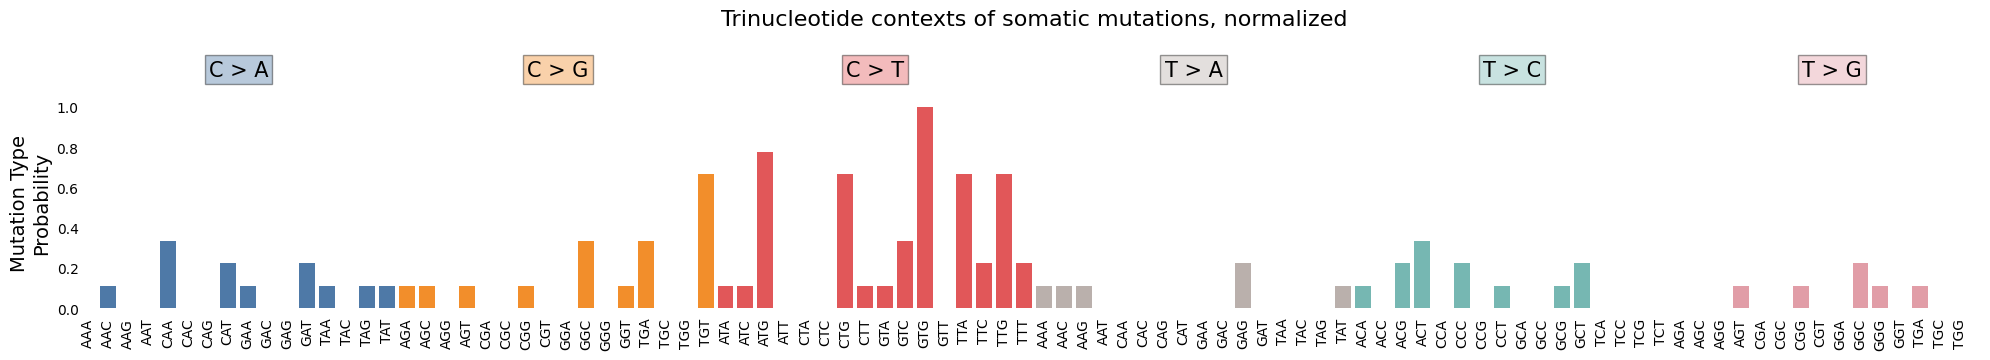 Trinucleotide contexts of somatic mutations, normalized
C > A
C > G
C > T
T > A
T > C
T > G
Mutation Type
Probability
1.0
0.8
0.6
0.4
0.2
0.0
AAA
AAC
AAG
AAT
CAA
CAC
CAG
CAT
GAA
GAC
GAG
GAT
TAA
TAC
TAG
TAT
AGA
AGC
AGG
AGT
CGA
CGC
CGG
CGT
GGA
GGC
GGG
GGT
TGA
TGC
TGG
TGT
ATA
ATC
ATG
ATT
CTA
CTC
CTG
CTT
GTA
GTC
GTG
GTT
TTA
TTC
TTG
TTT
AAA
AAC
AAG
AAT
CAA
CAC
CAG
CAT
GAA
GAC
GAG
GAT
TAA
TAC
TAG
TAT
ACA
ACC
ACG
ACT
CCA
CCC
CCG
CCT
GCA
GCC
GCG
GCT
TCA
TCC
TCG
TCT
AGA
AGC
AGG
AGT
CGA
CGC
CGG
CGT
GGA
GGC
GGG
GGT
TGA
TGC
TGG